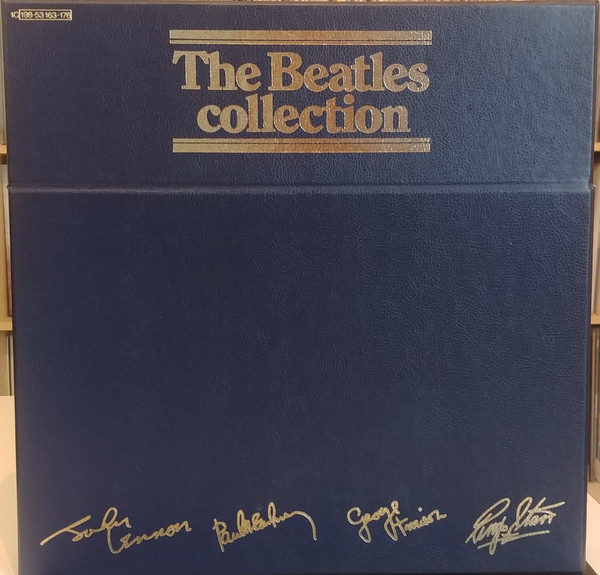 1C 198-53 163-176
The Beatles
collection
John Lennon
Paul McCartney
George Harrison
Ringo Starr